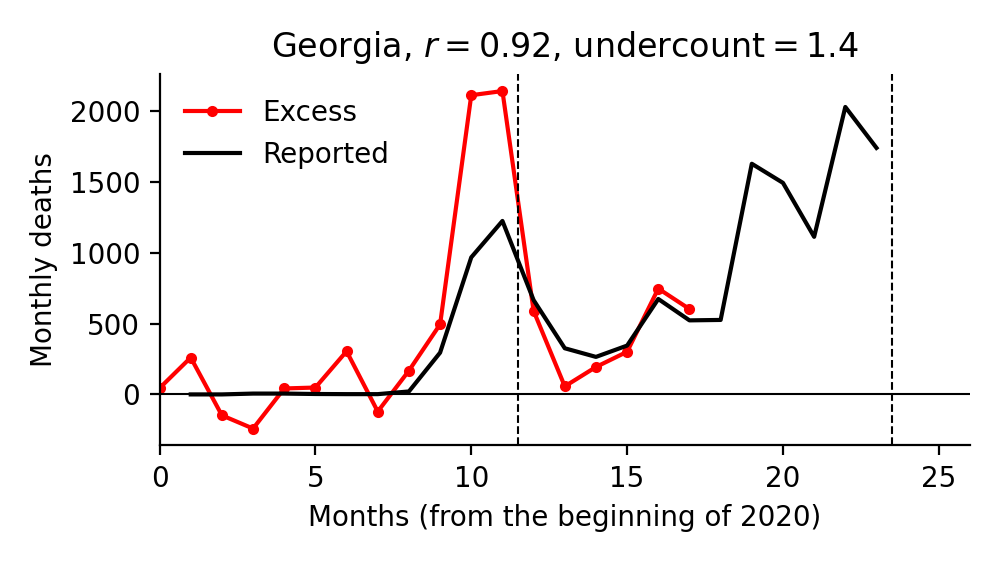 Georgia, r = 0.92, undercount = 1.4
Excess
Reported
Monthly deaths
2000
1500
1000
500
0
0 5 10 15 20 25
Months (from the beginning of 2020)